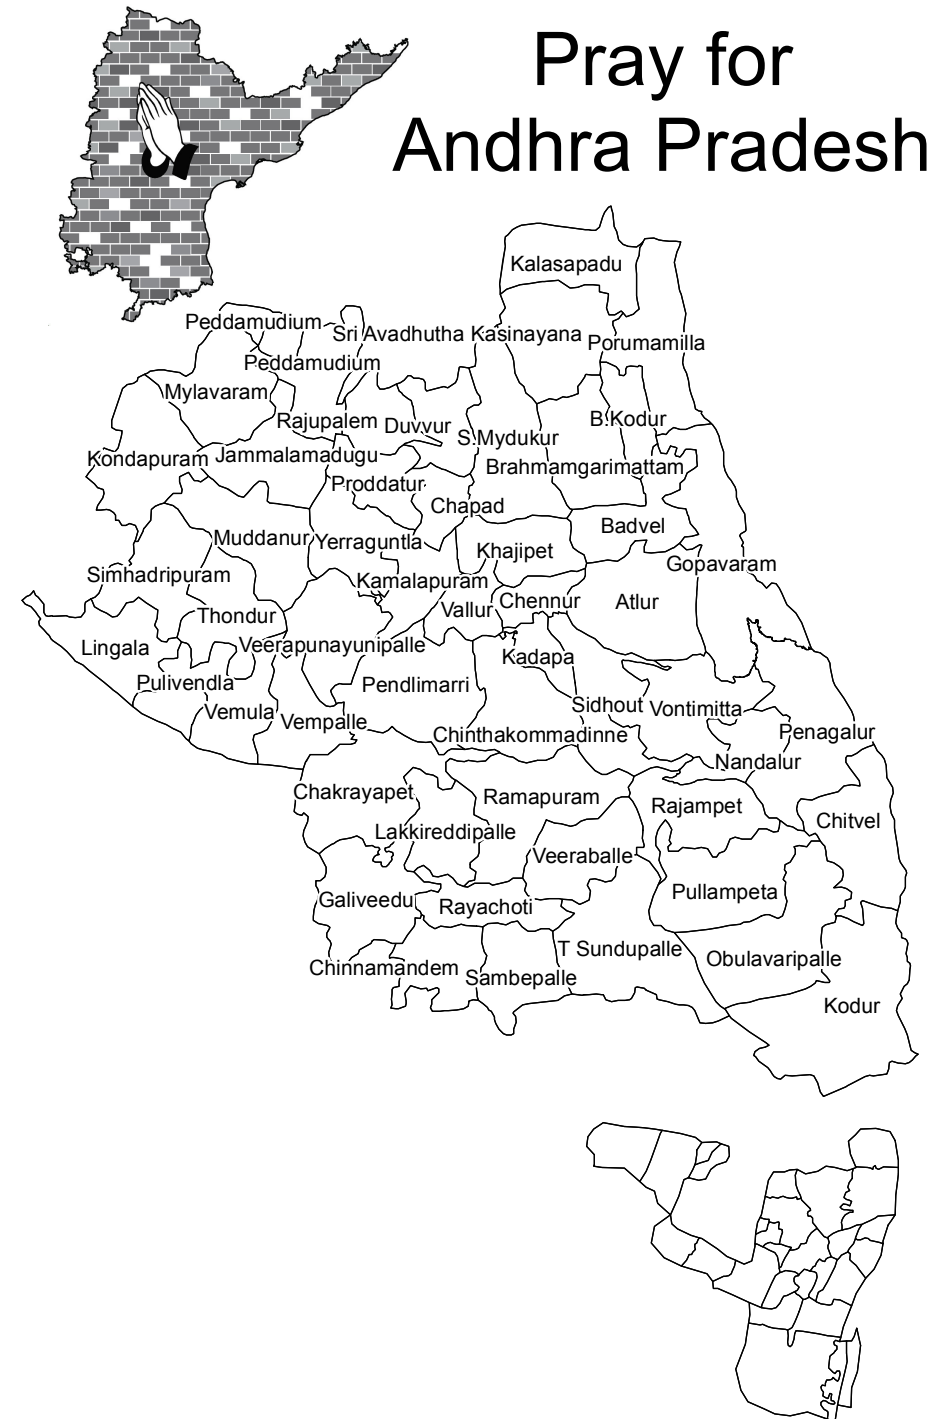 Pray for
Andhra Pradesh
Kalasapadu
Peddamudium
Sri Avadhutha Kasinayana
Porumamilla
Peddamudium
Mylavaram
Rajupalem
Duvvur
B.Kodur
S.Mydukur
Kondapuram
Jammalamadugu
Brahmamgarimattam
Proddatur
Chapad
Badvel
Muddanur
Yerraguntla
Khajipet
Gopavaram
Simhadripuram
Kamalapuram
Vallur
Chennur
Atlur
Thondur
Lingala
Veerapunayunipalle
Kadapa
Pulivendla
Pendlimarri
Vemula
Vempalle
Sidhout
Vontimitta
Chinthakommadinne
Penagalur
Nandalur
Chakrayapet
Ramapuram
Rajampet
Chitvel
Lakkireddipalle
Veeraballe
Galiveedu
Rayachoti
Pullampeta
T Sundupalle
Obulavaripalle
Chinnamandem
Sambepalle
Kodur